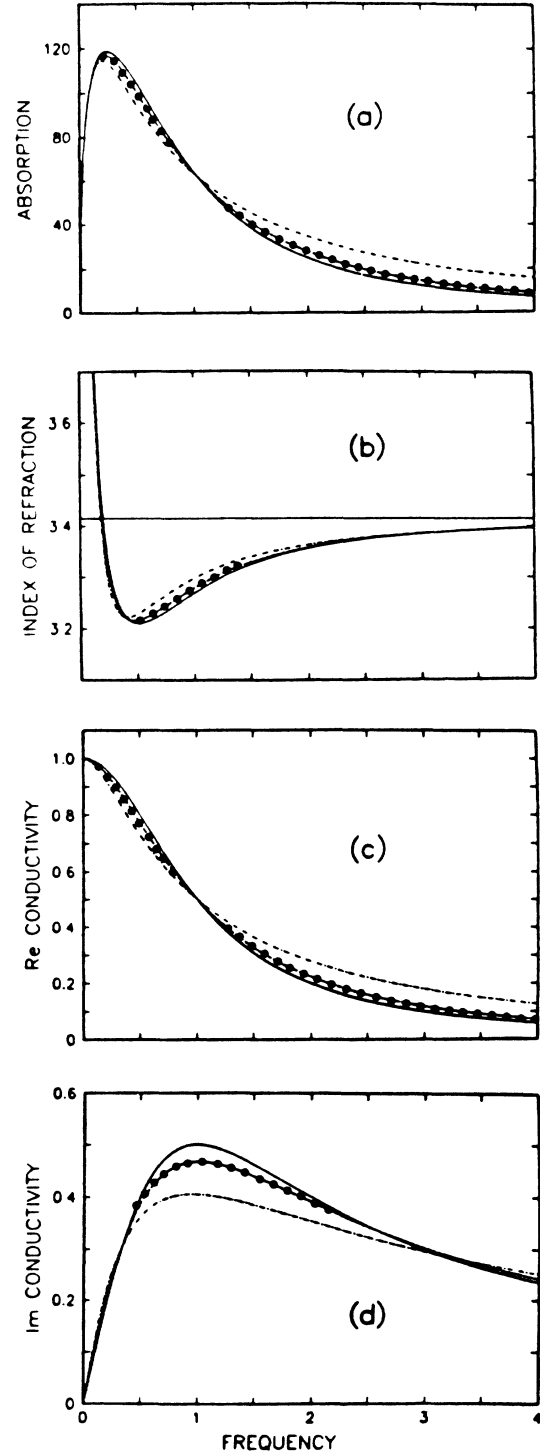 120
80
40
0
ABSORPTION
(a)
3 6
3 4
3 2
INDEX OF REFRACTION
(b)
1.0
0.8
0.6
0 4
0.2
0
Re CONDUCTIVITY
(c)
0.6
0.4
0.2
0
Im CONDUCTIVITY
(d)
0 1 2 3 4
FREQUENCY